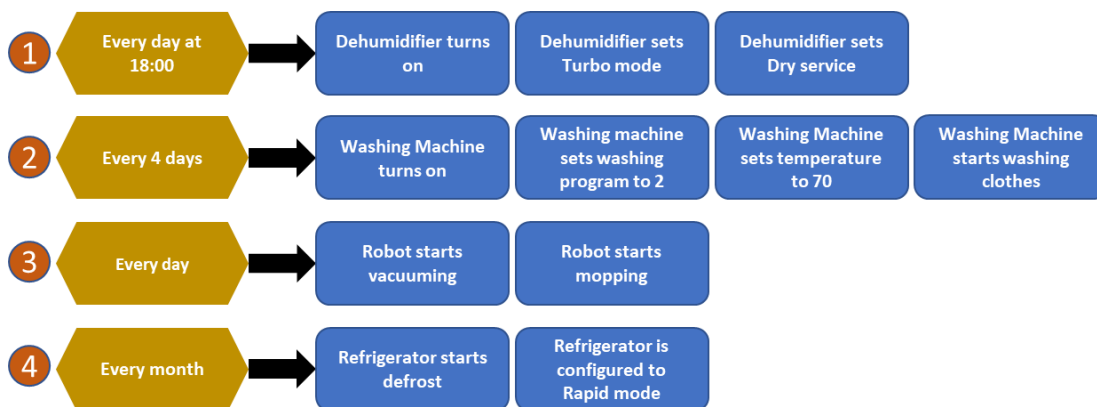 1
Every day at
18:00
Dehumidifier turns
on
Dehumidifier sets
Turbo mode
Dehumidifier sets
Dry service
2
Every 4 days
Washing Machine
turns on
Washing machine
sets washing
program to 2
Washing Machine
sets temperature
to 70
Washing Machine
starts washing
clothes
3
Every day
Robot starts
vacuuming
Robot starts
mopping
4
Every month
Refrigerator starts
defrost
Refrigerator is
configured to
Rapid mode